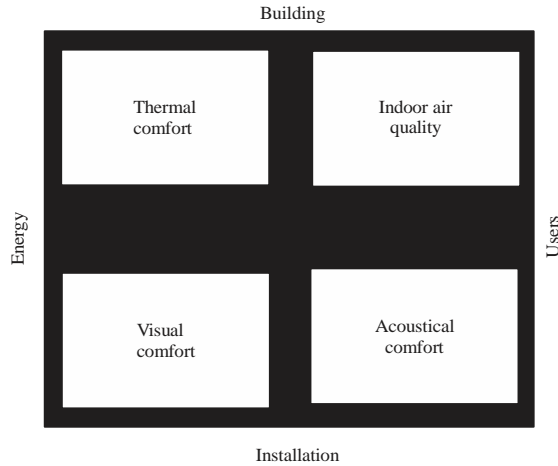 Building
Thermal
comfort
Indoor air
quality
Energy
Users
Visual
comfort
Acoustical
comfort
Installation